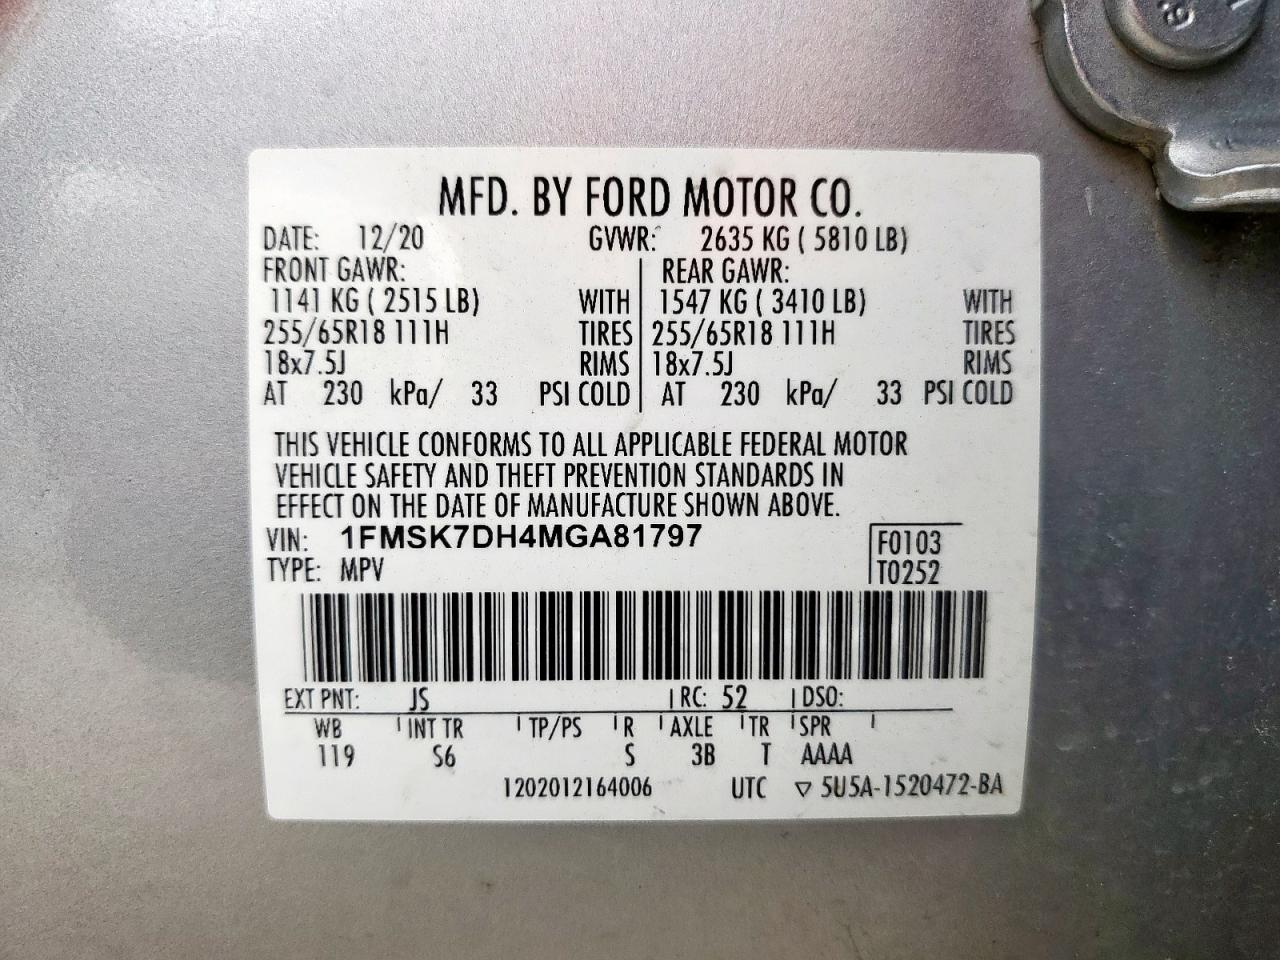 MFD. BY FORD MOTOR CO.
DATE: 12/20 GVWR: 2635 KG ( 5810 LB)
FRONT GAWR: REAR GAWR:
1141 KG ( 2515 LB) WITH 1547 KG ( 3410 LB) WITH
255/65R18 111H TIRES 255/65R18 111H TIRES
18x7.5J RIMS 18x7.5J RIMS
AT 230 kPa/ 33 PSI COLD AT 230 kPa/ 33 PSI COLD
THIS VEHICLE CONFORMS TO ALL APPLICABLE FEDERAL MOTOR
VEHICLE SAFETY AND THEFT PREVENTION STANDARDS IN
EFFECT ON THE DATE OF MANUFACTURE SHOWN ABOVE.
VIN: 1FMSK7DH4MGA81797 F0103
TYPE: MPV T0252
EXT PNT: JS RC: 52 DSO:
WB INT TR TP/PS R AXLE TR SPR
119 S6 S 3B T AAAA
1202012164006 UTC ▽ 5U5A-1520472-BA